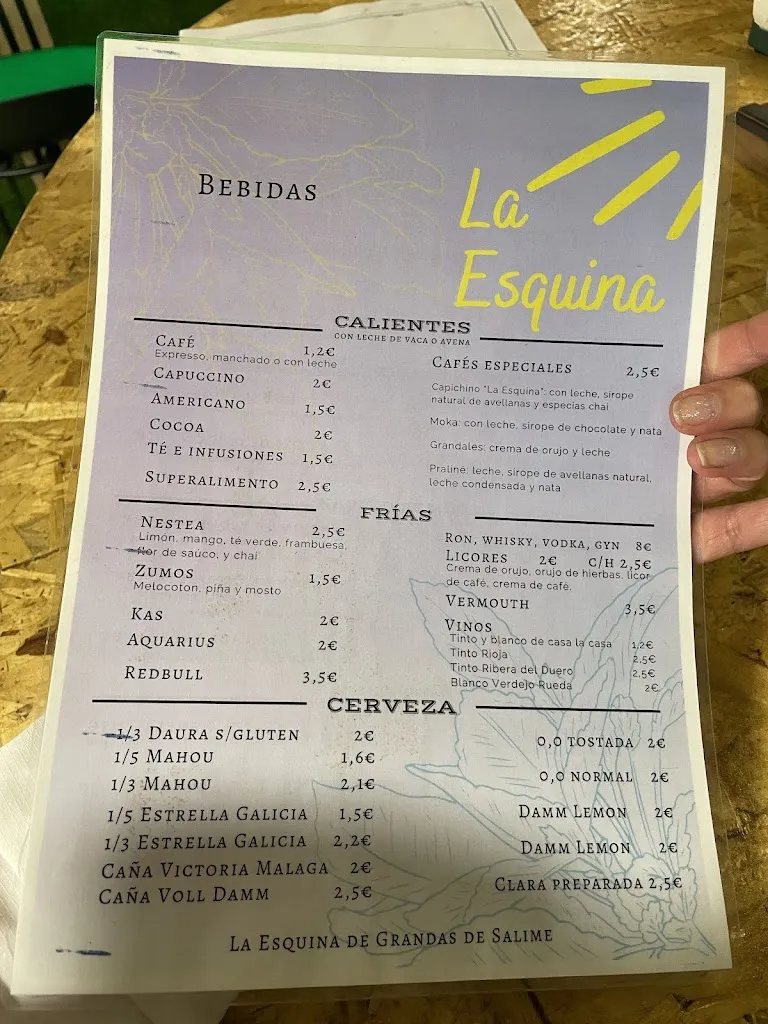 Bebidas
La
Esquina
CALIENTES
CON LECHE DE VACA O AVENA
Café 1,2€
Expresso, manchado o con leche
Capuccino 2€
Americano 1,5€
Cocoa 2€
Té e infusiones 1,5€
Superalimento 2,5€
Cafés especiales 2,5€
Capichino "La Esquina": con leche, sirope
natural de avellanas y especias chai
Moka: con leche, sirope de chocolate y nata
Grandales: crema de orujo y leche
Praliné: leche, sirope de avellanas natural,
leche condensada y nata
FRÍAS
Nestea 2,5€
Limón, mango, té verde, frambuesa,
flor de saúco, y chai
Zumos 1,5€
Melocoton, piña y mosto
Kas 2€
Aquarius 2€
Redbull 3,5€
Ron, whisky, vodka, gyn 8€
Licores 2€ c/h 2,5€
Crema de orujo, orujo de hierbas, licor
de café, crema de café,
Vermouth 3,5€
Vinos
Tinto y blanco de casa la casa 1,2€
Tinto Rioja 2,5€
Tinto Ribera del Duero 2,5€
Blanco Verdejo Rueda 2€
CERVEZA
1/3 Daura s/gluten 2€
1/5 Mahou 1,6€
1/3 Mahou 2,1€
1/5 Estrella Galicia 1,5€
1/3 Estrella Galicia 2,2€
Caña Victoria Malaga 2€
Caña Voll Damm 2,5€
0,0 tostada 2€
0,0 normal 2€
Damm Lemon 2€
Damm Lemon 2€
Clara preparada 2,5€
La Esquina de Grandas de Salime